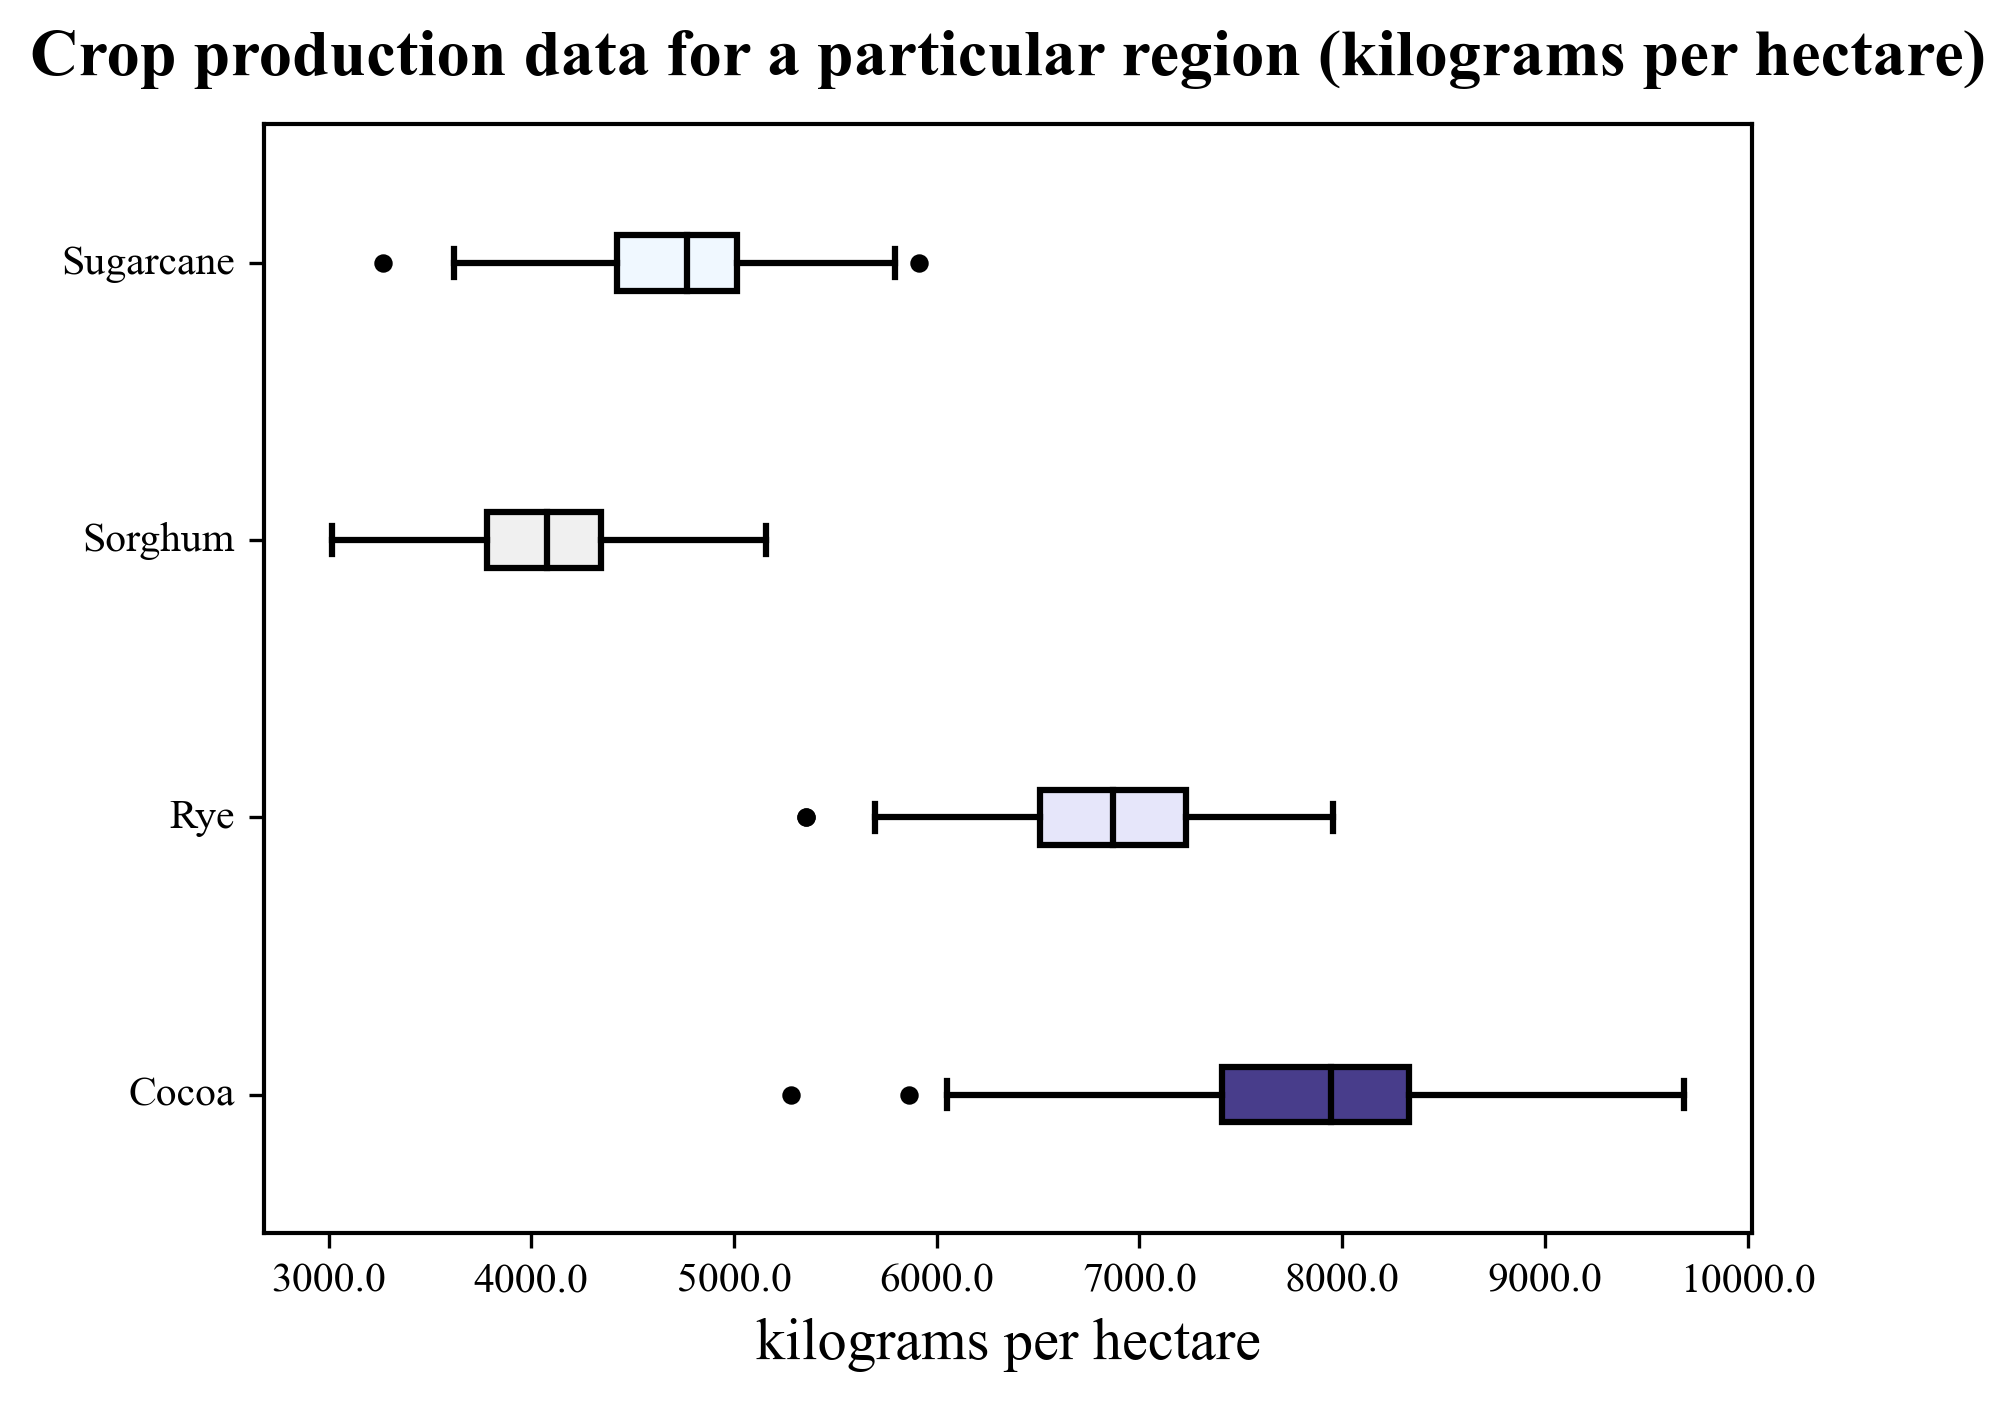 Crop production data for a particular region (kilograms per hectare)
Sugarcane
Sorghum
Rye
Cocoa
3000.0 4000.0 5000.0 6000.0 7000.0 8000.0 9000.0 10000.0
kilograms per hectare